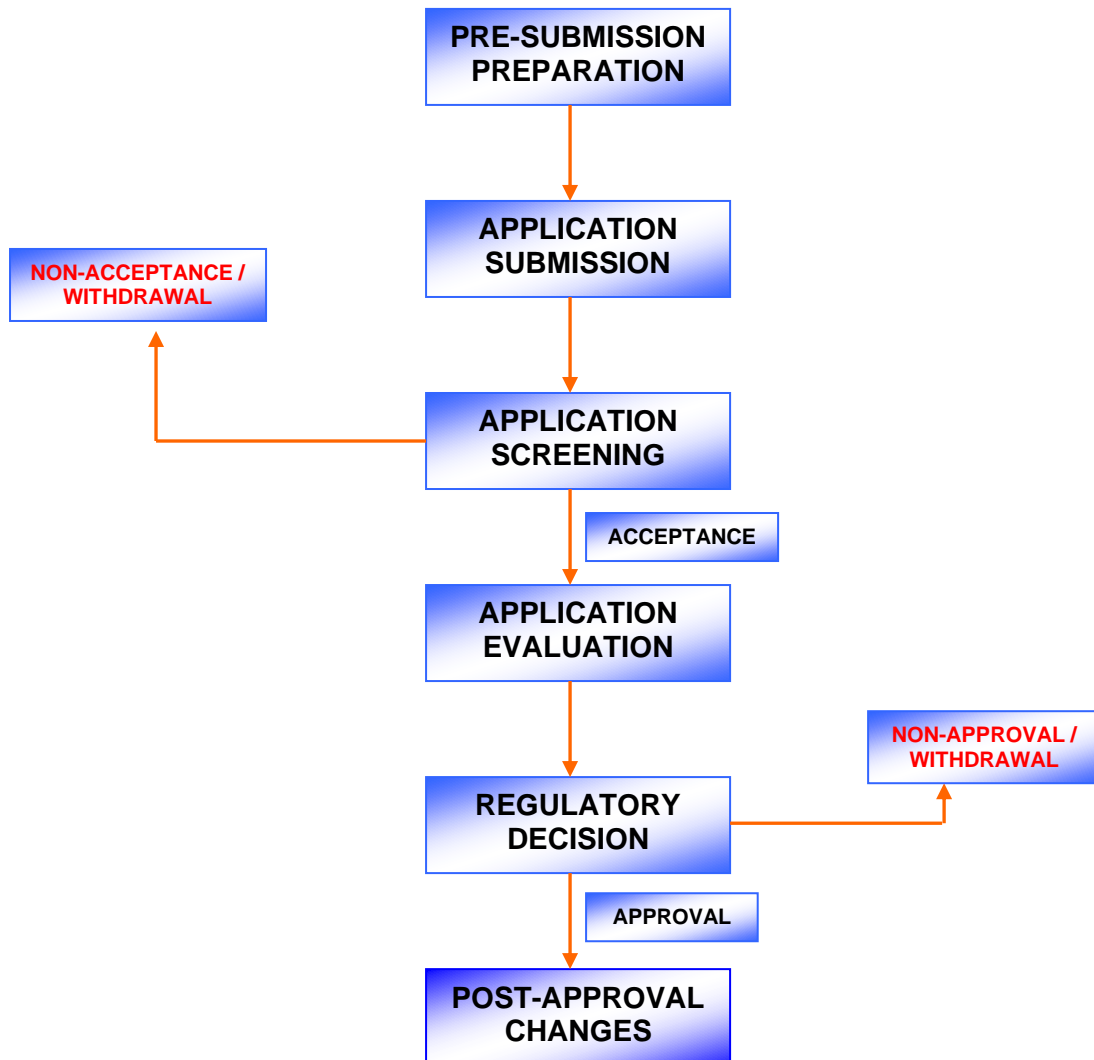 PRE-SUBMISSION
PREPARATION
APPLICATION
SUBMISSION
NON-ACCEPTANCE /
WITHDRAWAL
APPLICATION
SCREENING
ACCEPTANCE
APPLICATION
EVALUATION
NON-APPROVAL /
WITHDRAWAL
REGULATORY
DECISION
APPROVAL
POST-APPROVAL
CHANGES